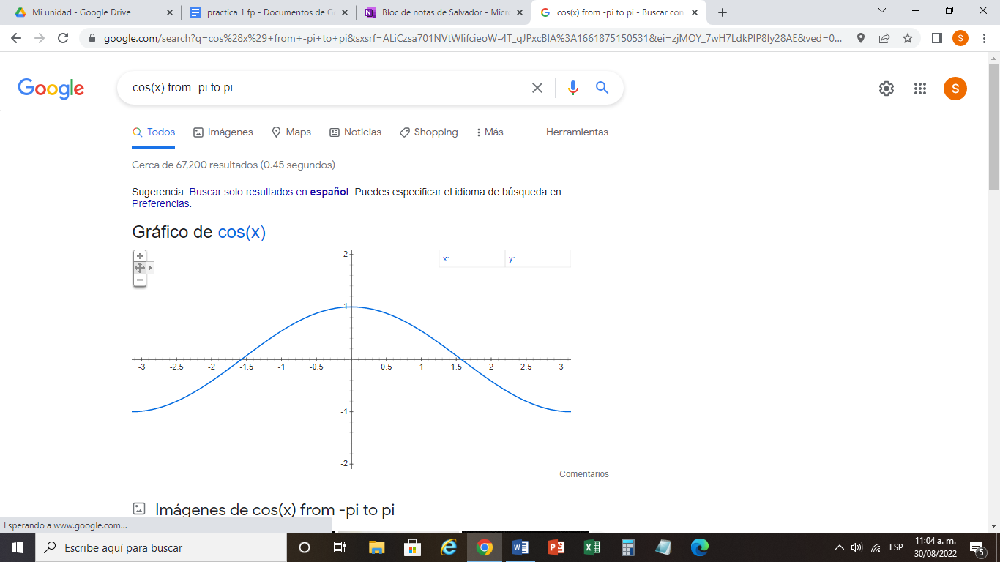 Mi unidad - Google Drive
practica 1 fp - Documentos de G
Bloc de notas de Salvador - Micr
cos(x) from -pi to pi - Buscar con
google.com/search?q=cos%28x%29+from+-pi+to+pi&sxsrf=ALiCzsa701NVtWIifcieoW-4T_qJPxcBIA%3A1661875150531&ei=zjMOY_7wH7LdkPIP8Iy28AE&ved=0...
S
Google
cos(x) from -pi to pi
S
Todos
Imágenes
Maps
Noticias
Shopping
Más
Herramientas
Cerca de 67,200 resultados (0.45 segundos)
Sugerencia: Buscar solo resultados en español. Puedes especificar el idioma de búsqueda en
Preferencias.
Gráfico de cos(x)
x:
y:
2
1
-3 -2.5 -2 -1.5 -1 -0.5 0.5 1 1.5 2 2.5 3
-1
-2
Comentarios
Imágenes de cos(x) from -pi to pi
Esperando a www.google.com...
Escribe aquí para buscar
ESP
11:04 a. m.
30/08/2022
5